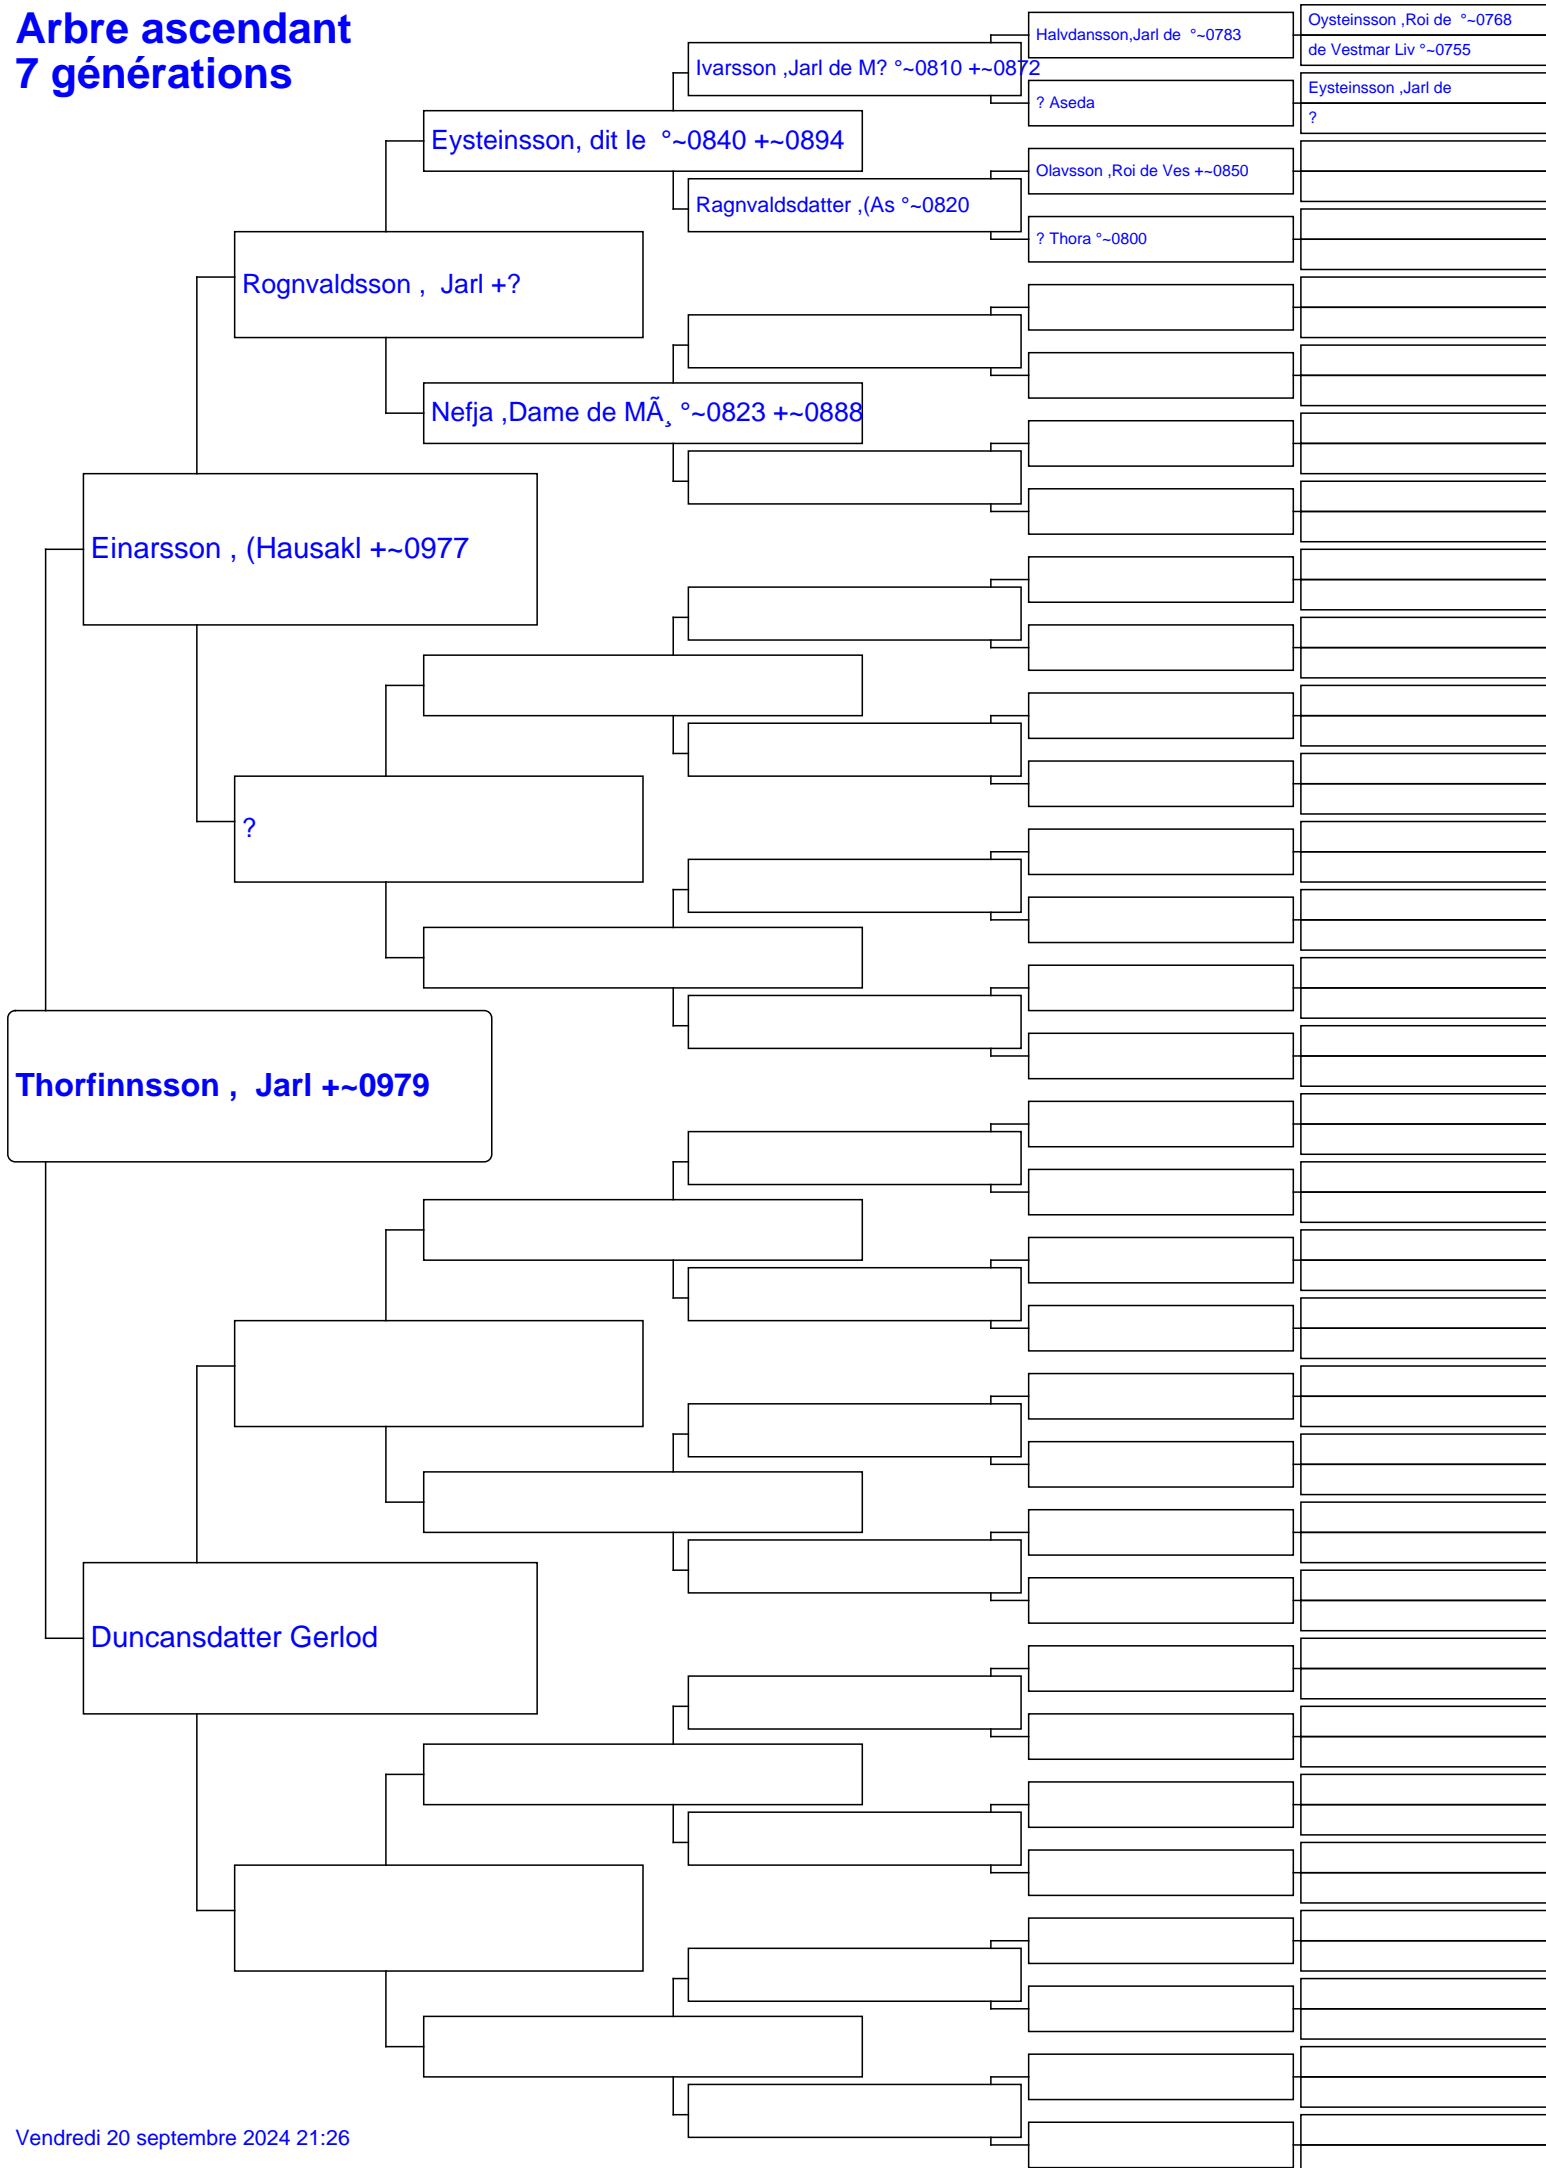 Arbre ascendant
7 générations
Halvdansson,Jarl de  °~0783
Oysteinsson ,Roi de  °~0768
de Vestmar Liv °~0755
Ivarsson ,Jarl de M? °~0810 +~0872
? Aseda
Eysteinsson ,Jarl de
?
Eysteinsson, dit le  °~0840 +~0894
Olavsson ,Roi de Ves +~0850
Ragnvaldsdatter ,(As °~0820
? Thora °~0800
Rognvaldsson ,  Jarl +?
Nefja ,Dame de MÃ¸ °~0823 +~0888
Einarsson , (Hausakl +~0977
?
Thorfinnsson ,  Jarl +~0979
Duncansdatter Gerlod
Vendredi 20 septembre 2024 21:26